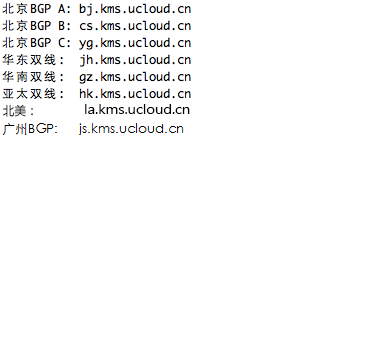 北京BGP A: bj.kms.ucloud.cn
北京BGP B: cs.kms.ucloud.cn
北京BGP C: yg.kms.ucloud.cn
华东双线: jh.kms.ucloud.cn
华南双线: gz.kms.ucloud.cn
亚太双线: hk.kms.ucloud.cn
北美: la.kms.ucloud.cn
广州BGP: js.kms.ucloud.cn